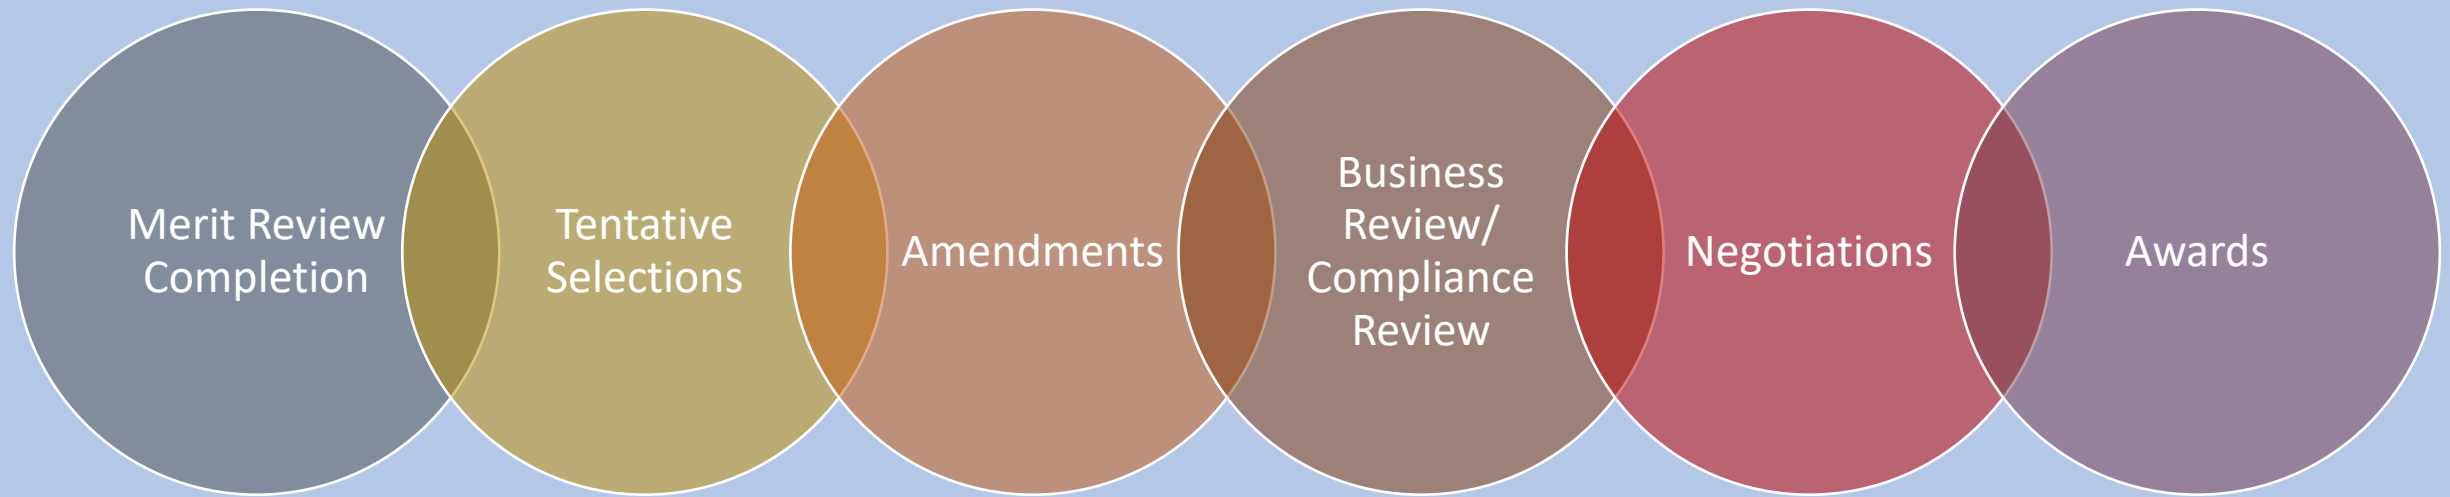 Merit Review
Completion
Tentative
Selections
Amendments
Business
Review/
Compliance
Review
Negotiations
Awards